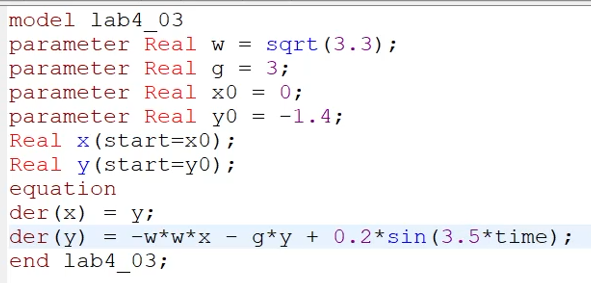 model lab4_03
parameter Real w = sqrt(3.3);
parameter Real g = 3;
parameter Real x0 = 0;
parameter Real y0 = -1.4;
Real x(start=x0);
Real y(start=y0);
equation
der(x) = y;
der(y) = -w*w*x - g*y + 0.2*sin(3.5*time);
end lab4_03;